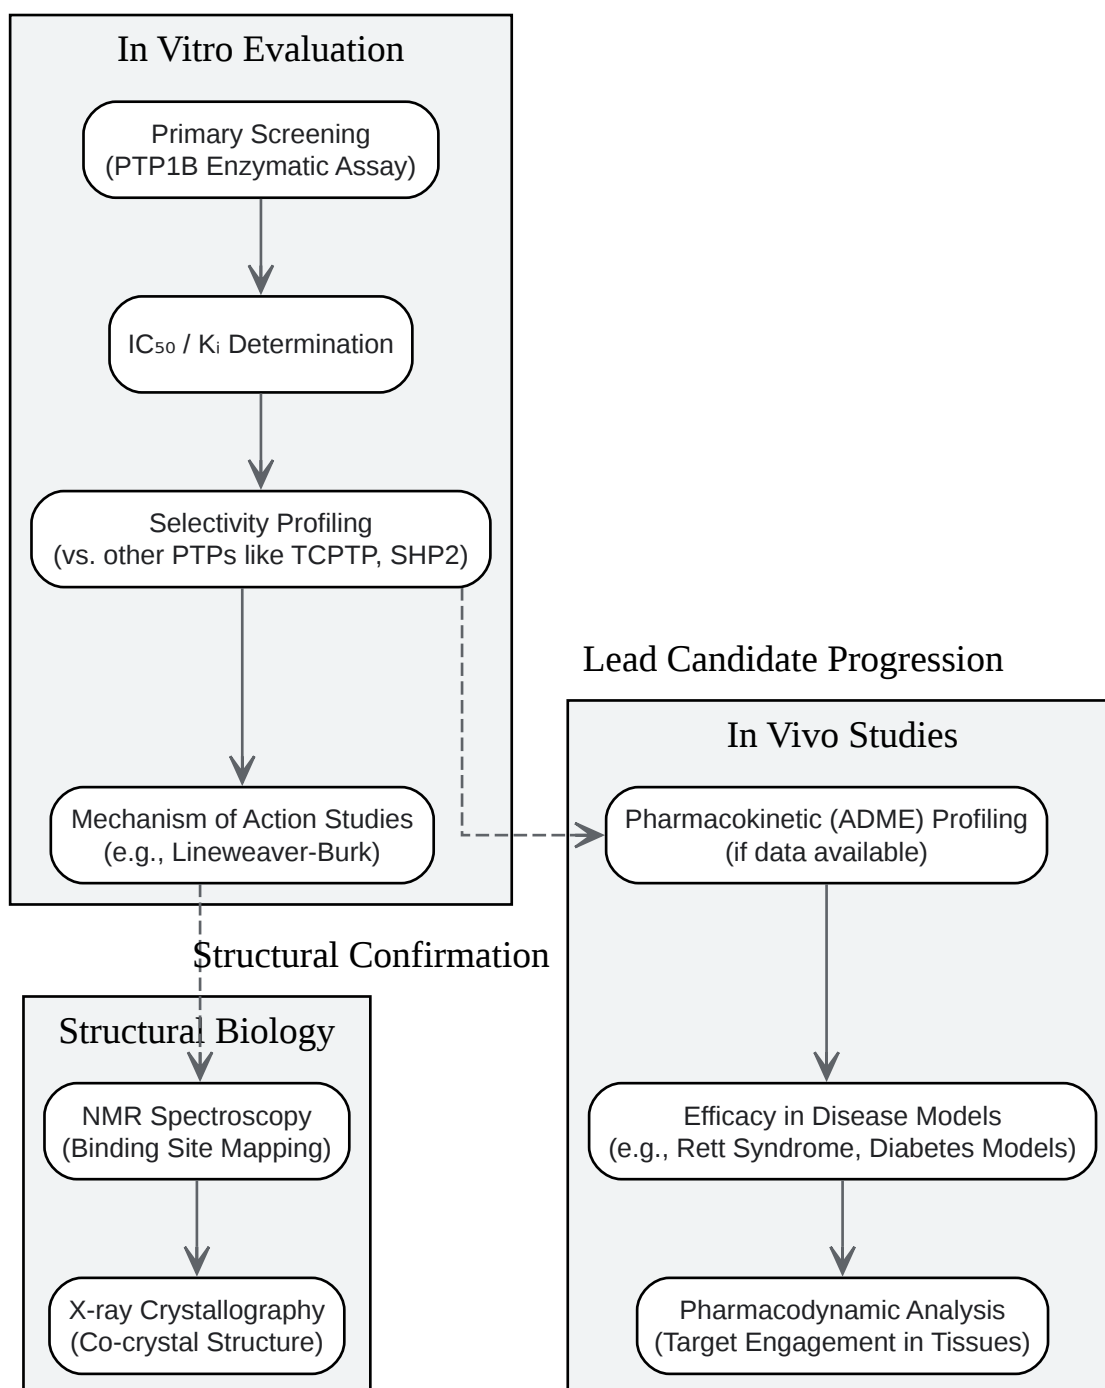 In Vitro Evaluation
Primary Screening
(PTP1B Enzymatic Assay)
IC₅₀ / Kᵢ Determination
Selectivity Profiling
(vs. other PTPs like TCPTP, SHP2)
Mechanism of Action Studies
(e.g., Lineweaver-Burk)
Structural Confirmation
Structural Biology
NMR Spectroscopy
(Binding Site Mapping)
X-ray Crystallography
(Co-crystal Structure)
Lead Candidate Progression
In Vivo Studies
Pharmacokinetic (ADME) Profiling
(if data available)
Efficacy in Disease Models
(e.g., Rett Syndrome, Diabetes Models)
Pharmacodynamic Analysis
(Target Engagement in Tissues)